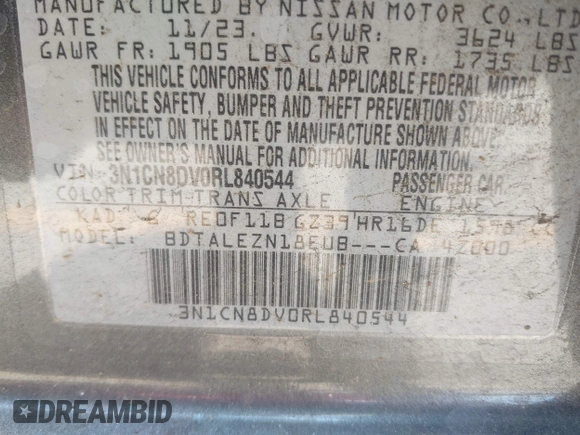 MANUFACTURED BY NISSAN MOTOR CO.,LTD
DATE: 11/23. GVWR: 3624 LBS
GAWR FR: 1905 LBS GAWR RR: 1735 LBS
THIS VEHICLE CONFORMS TO ALL APPLICABLE FEDERAL MOTOR
VEHICLE SAFETY, BUMPER AND THEFT PREVENTION STANDARDS
IN EFFECT ON THE DATE OF MANUFACTURE SHOWN ABOVE.
SEE OWNER'S MANUAL FOR ADDITIONAL INFORMATION
VIN: 3N1CN8DV0RL840544 PASSENGER CAR
COLOR TRIM TRANS AXLE ENGINE
KAD G RE0F11B GZ39 HR16DE
BDTALEZN18EUB---CA
3N1CN8DV0RL840544
DREAMBID